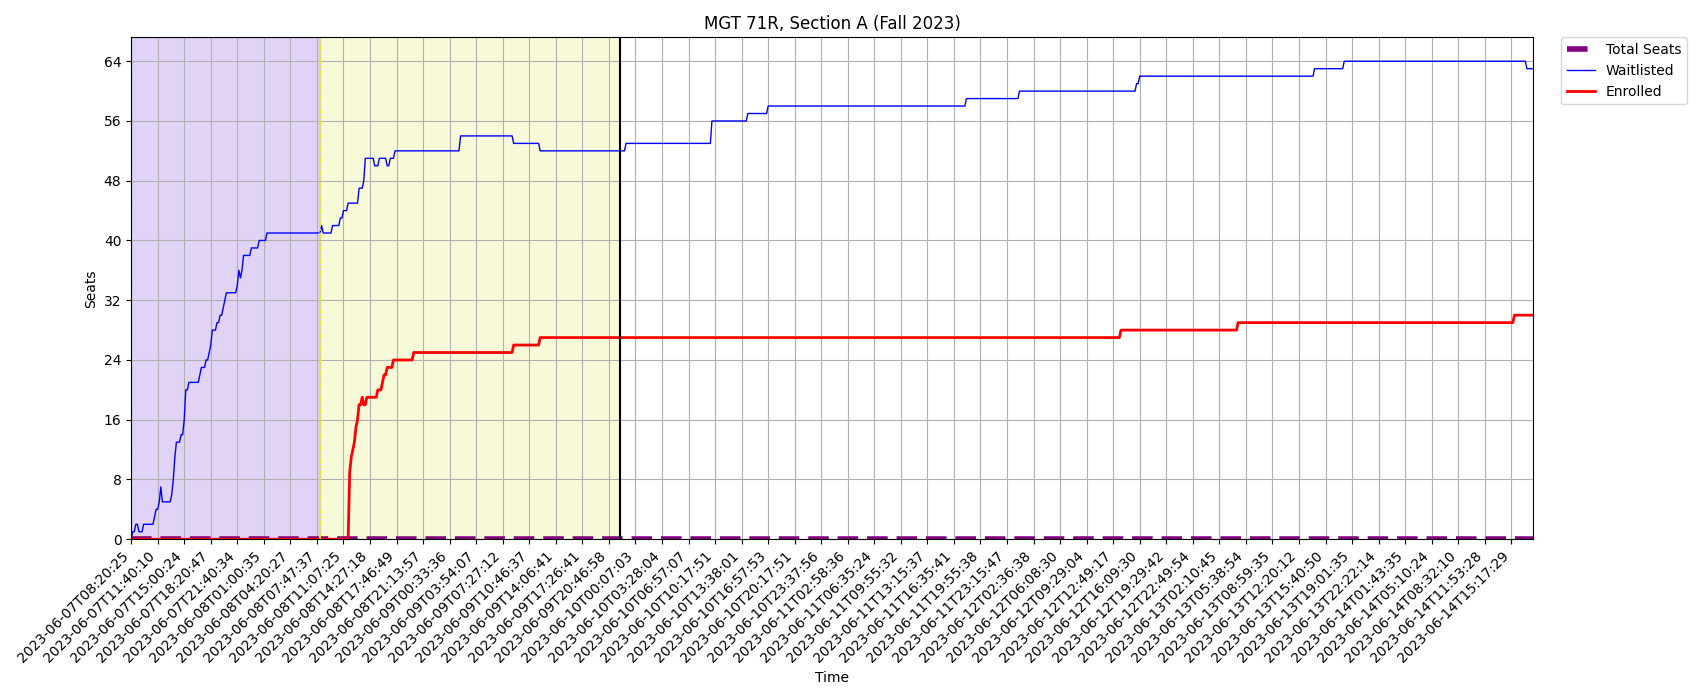 MGT 71R, Section A (Fall 2023)
Total Seats
Waitlisted
Enrolled
Seats
64
56
48
40
32
24
16
8
0
2023-06-07T08:20:25
2023-06-07T11:40:10
2023-06-07T15:00:24
2023-06-07T18:20:47
2023-06-07T21:40:34
2023-06-08T01:00:35
2023-06-08T04:20:27
2023-06-08T07:47:37
2023-06-08T11:07:25
2023-06-08T14:27:18
2023-06-08T17:46:49
2023-06-08T21:13:57
2023-06-09T00:33:36
2023-06-09T03:54:07
2023-06-09T07:27:12
2023-06-09T10:46:37
2023-06-09T14:06:41
2023-06-09T17:26:41
2023-06-09T20:46:58
2023-06-10T00:07:03
2023-06-10T03:28:04
2023-06-10T06:57:07
2023-06-10T10:17:51
2023-06-10T13:38:01
2023-06-10T16:57:53
2023-06-10T20:17:51
2023-06-10T23:37:56
2023-06-11T02:58:36
2023-06-11T06:35:24
2023-06-11T09:55:32
2023-06-11T13:15:37
2023-06-11T16:35:41
2023-06-11T19:55:38
2023-06-11T23:15:47
2023-06-12T02:36:38
2023-06-12T06:08:30
2023-06-12T09:29:04
2023-06-12T12:49:17
2023-06-12T16:09:30
2023-06-12T19:29:42
2023-06-12T22:49:54
2023-06-13T02:10:45
2023-06-13T05:38:54
2023-06-13T08:59:35
2023-06-13T12:20:12
2023-06-13T15:40:50
2023-06-13T19:01:35
2023-06-13T22:22:14
2023-06-14T01:43:35
2023-06-14T05:10:24
2023-06-14T08:32:10
2023-06-14T11:53:28
2023-06-14T15:17:29
Time